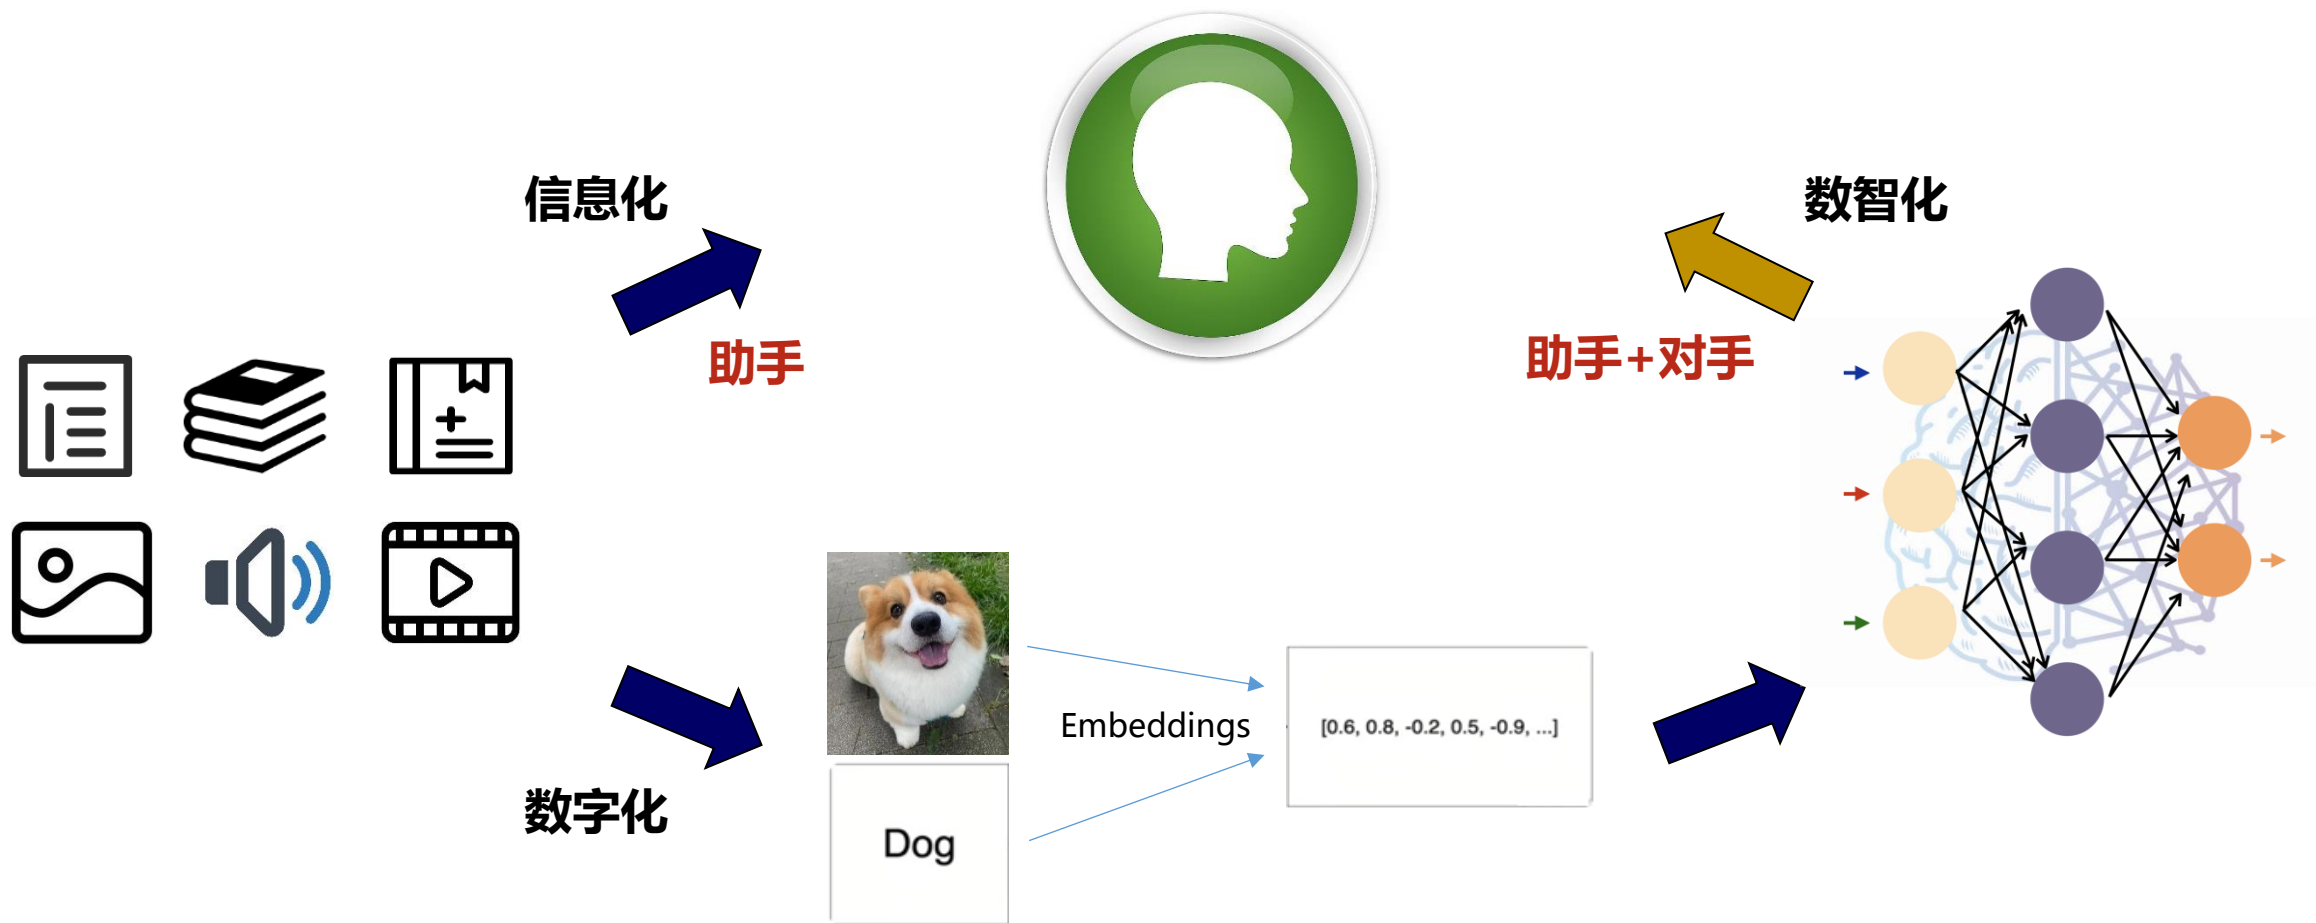 信息化
数智化
助手
助手+对手
Embeddings
[0.6, 0.8, -0.2, 0.5, -0.9, ...]
数字化
Dog